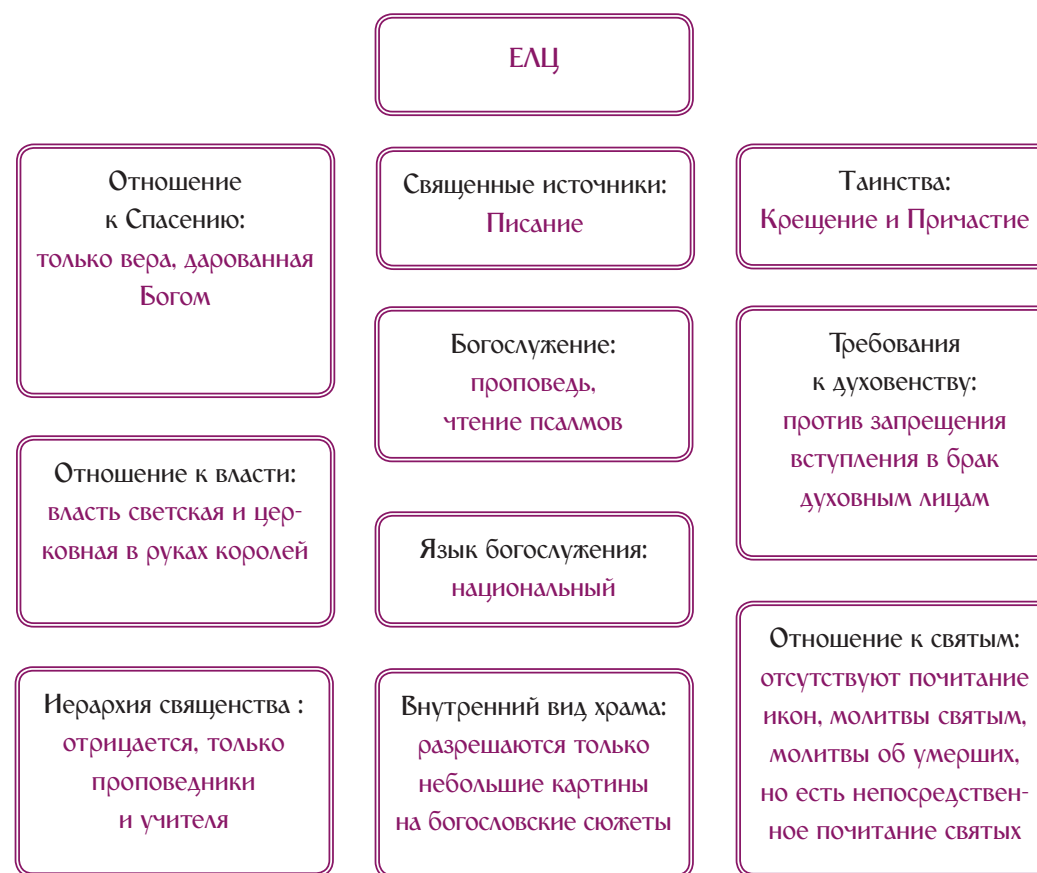 ЕЛЦ
Отношение
к Спасению:
только вера, дарованная
Богом
Священные источники:
Писание
Таинства:
Крещение и Причастие
Богослужение:
проповедь,
чтение псалмов
Требования
к духовенству:
против запрещения
вступления в брак
духовным лицам
Отношение к власти:
власть светская и цер-
ковная в руках королей
Язык богослужения:
национальный
Отношение к святым:
отсутствуют почитание
икон, молитвы святым,
молитвы об умерших,
но есть непосредствен-
ное почитание святых
Иерархия священства :
отрицается, только
проповедники
и учителя
Внутренний вид храма:
разрешаются только
небольшие картины
на богословские сюжеты